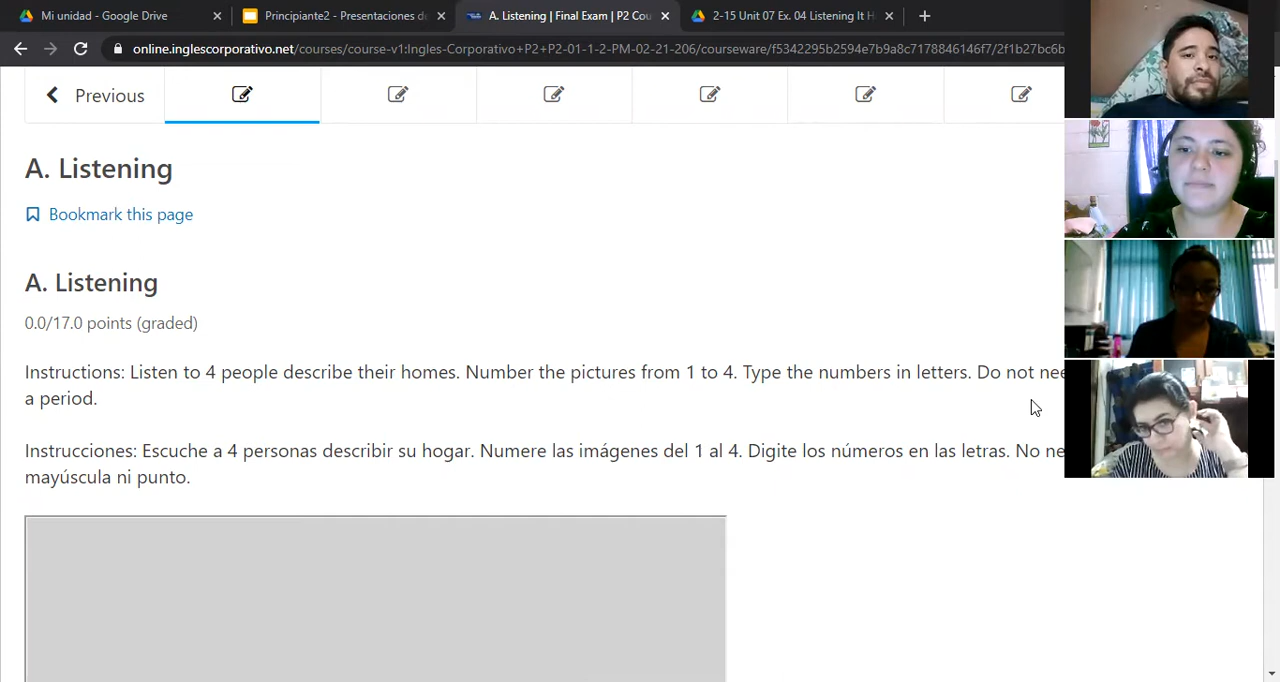 Mi unidad - Google Drive
Principiante2 - Presentaciones d
A. Listening | Final Exam | P2 Cou
2-15 Unit 07 Ex. 04 Listening It H
online.inglescorporativo.net/courses/course-v1:Ingles-Corporativo+P2+P2-01-1-2-PM-02-21-206/courseware/f5342295b2594e7b9a8c7178846146f7/2f1b27bc6b
Previous
A. Listening
Bookmark this page
A. Listening
0.0/17.0 points (graded)
Instructions: Listen to 4 people describe their homes. Number the pictures from 1 to 4. Type the numbers in letters. Do not nee
a period.
Instrucciones: Escuche a 4 personas describir su hogar. Numere las imágenes del 1 al 4. Digite los números en las letras. No ne
mayúscula ni punto.